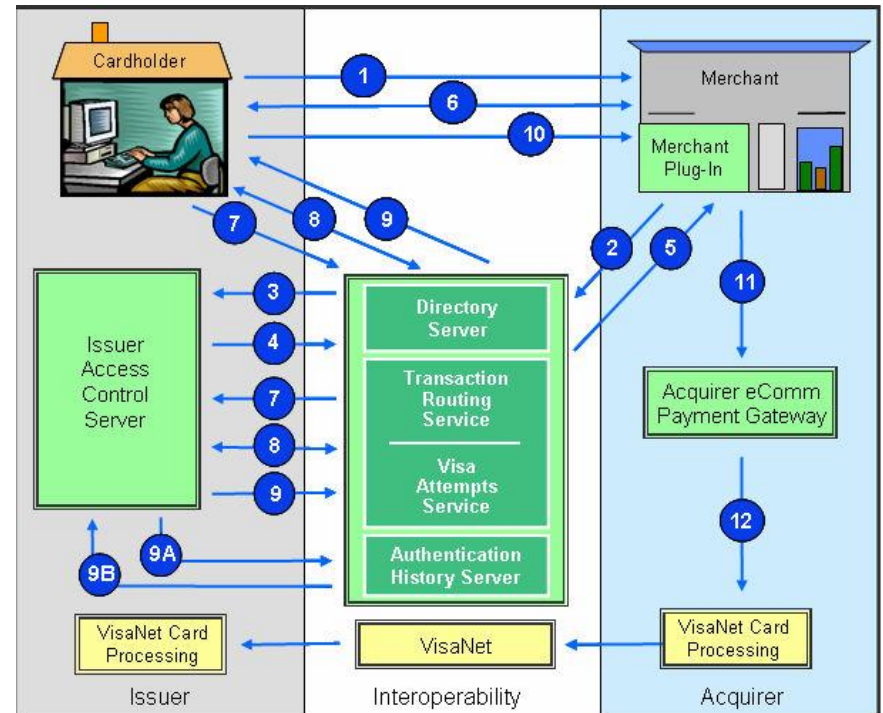 Cardholder
1
Merchant
6
10
Merchant
Plug-In
7
8
9
2
5
3
Directory
Server
11
4
Issuer
Access
Control
Server
Transaction
Routing
Service
7
Acquirer eComm
Payment Gateway
8
Visa
Attempts
Service
9
12
9A
9B
Authentication
History Server
VisaNet Card
Processing
VisaNet
VisaNet Card
Processing
Issuer
Interoperability
Acquirer